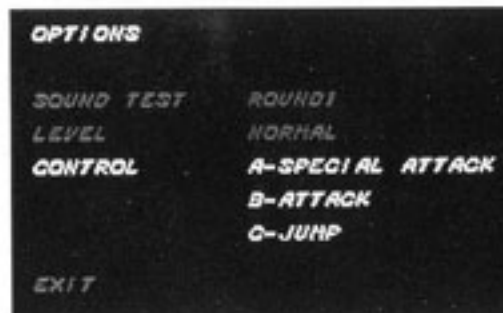 OPTIONS
SOUND TEST ROUND1
LEVEL NORMAL
CONTROL A-SPECIAL ATTACK
B-ATTACK
C-JUMP
EXIT